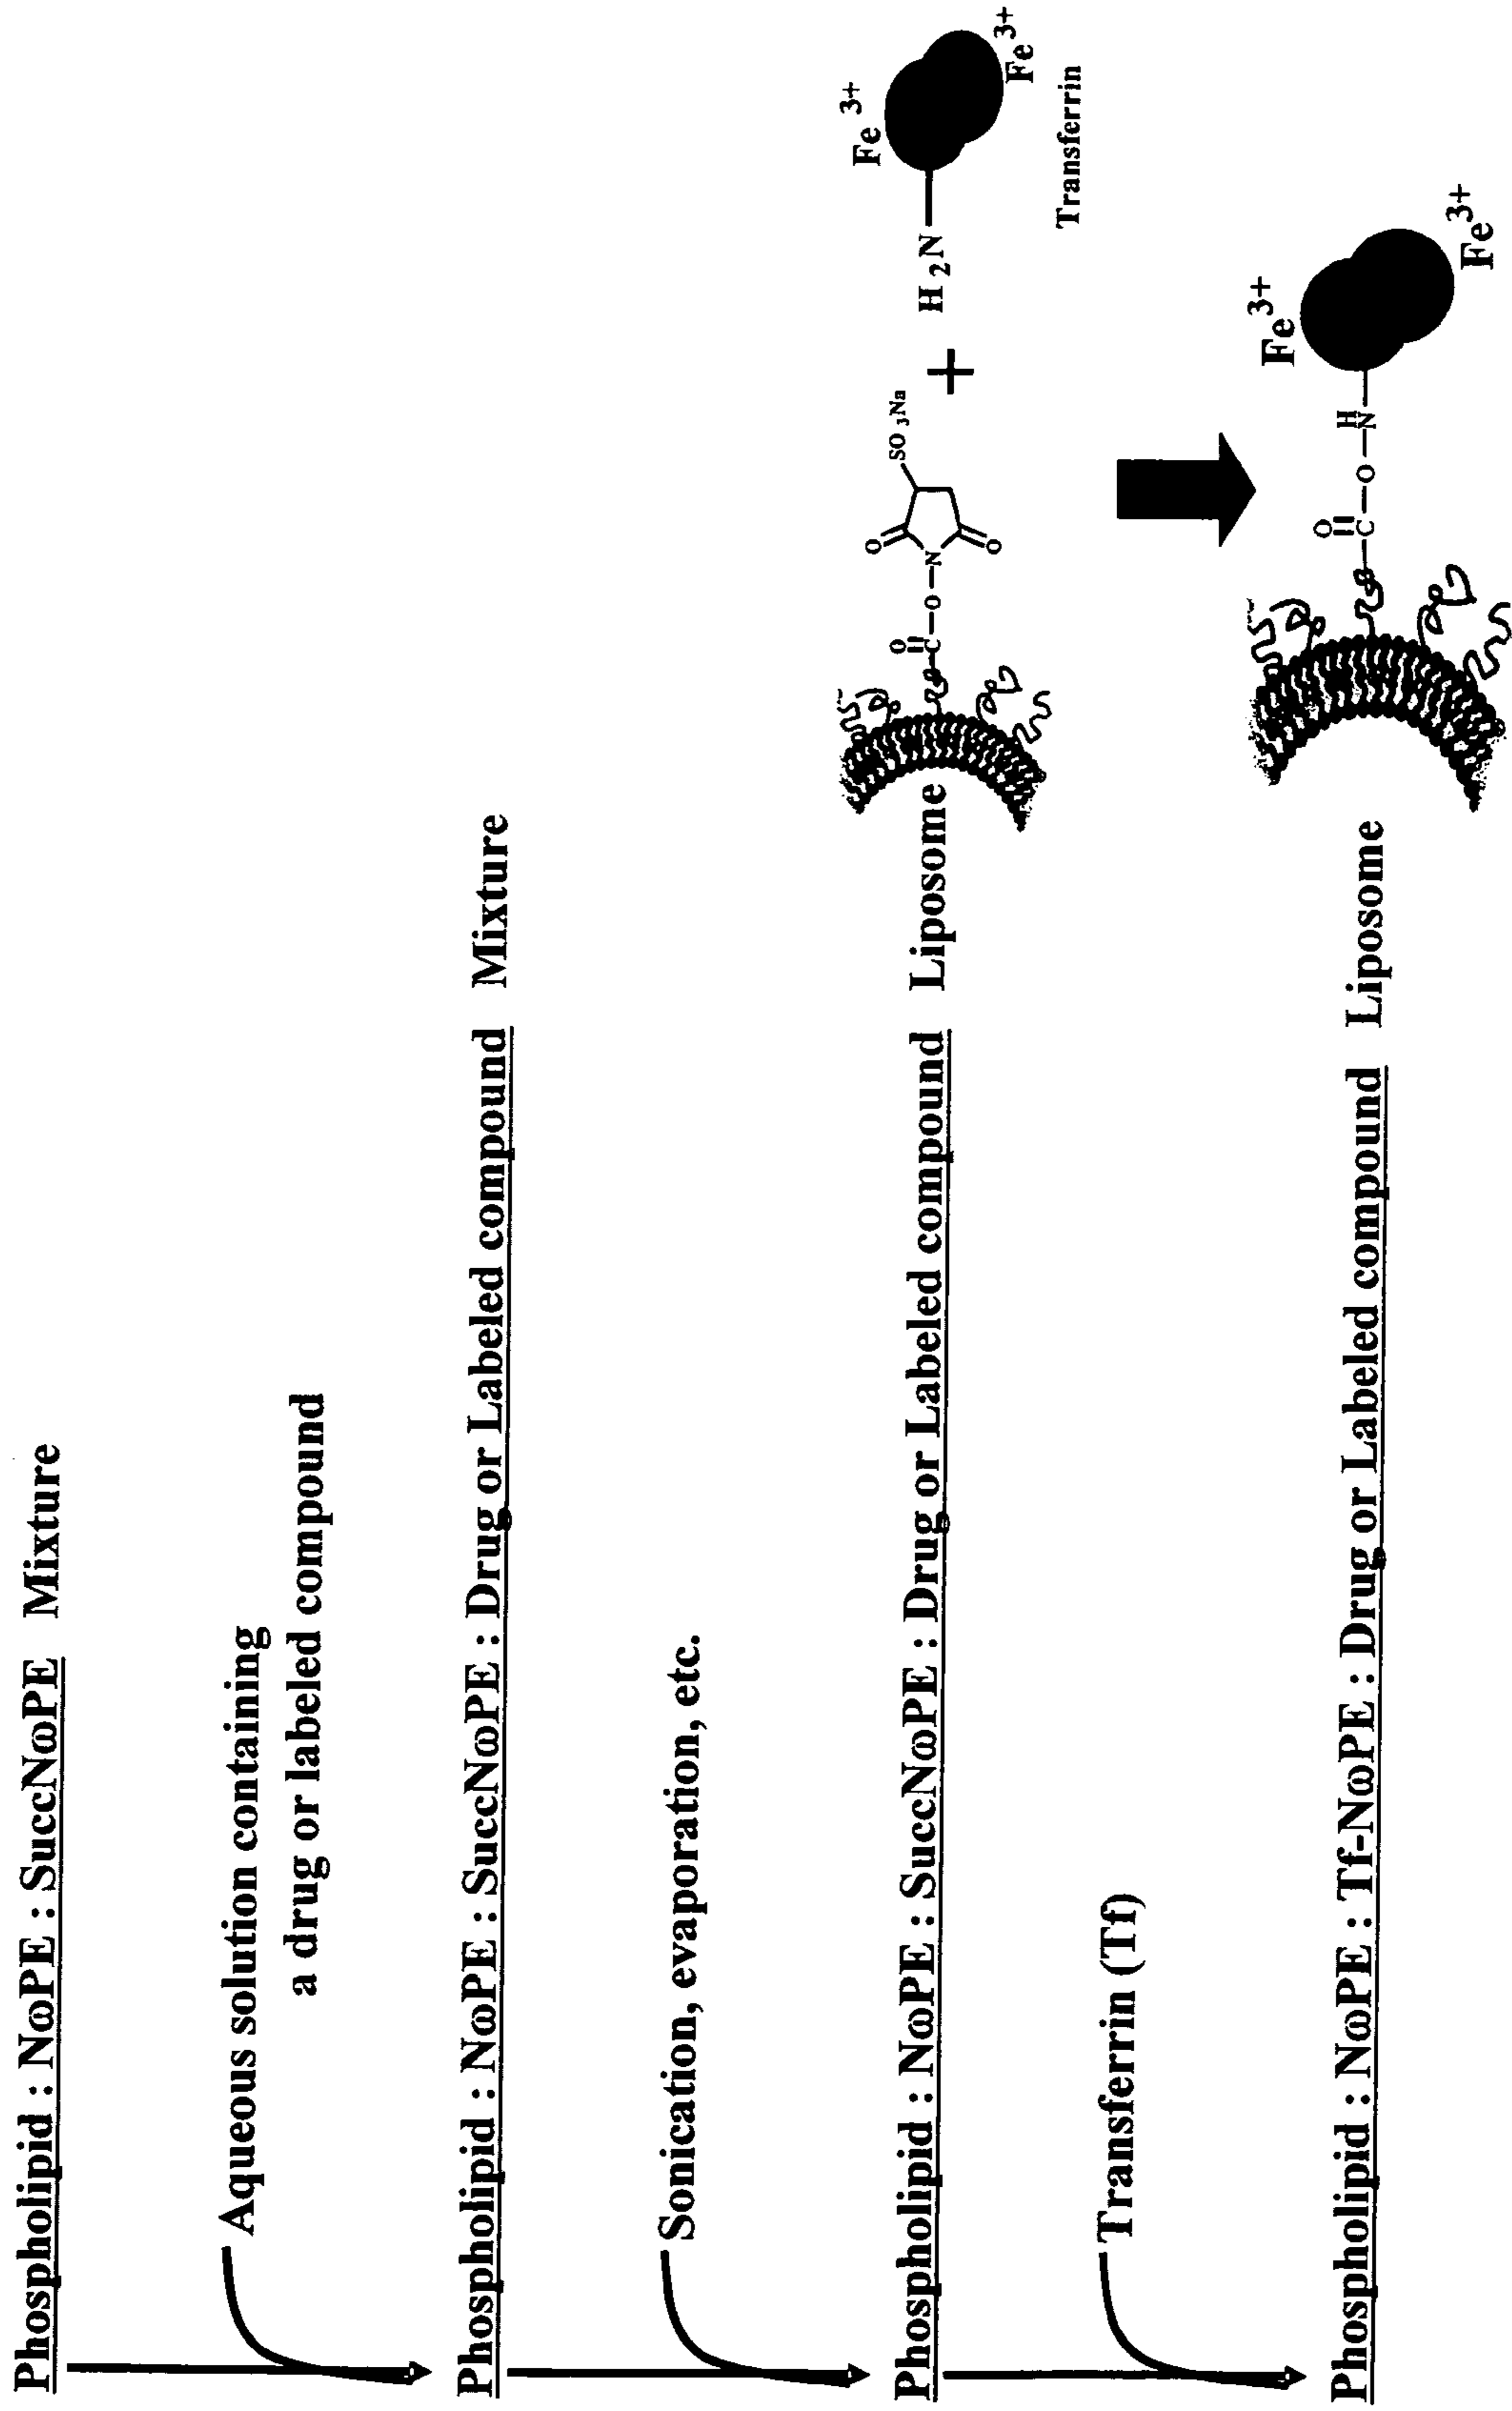 Phospholipid : NωPE : SuccNωPE Mixture
Aqueous solution containing
a drug or labeled compound
Phospholipid : NωPE : SuccNωPE : Drug or Labeled compound Mixture
Sonication, evaporation, etc.
Phospholipid : NωPE : SuccNωPE : Drug or Labeled compound Liposome
O
C—O—N
O
O
SO3Na
+
H2N
Fe3+
Fe3+
Transferrin
Transferrin (Tf)
Phospholipid : NωPE : Tf-NωPE : Drug or Labeled compound Liposome
O
C—O—N
H
Fe3+
Fe3+